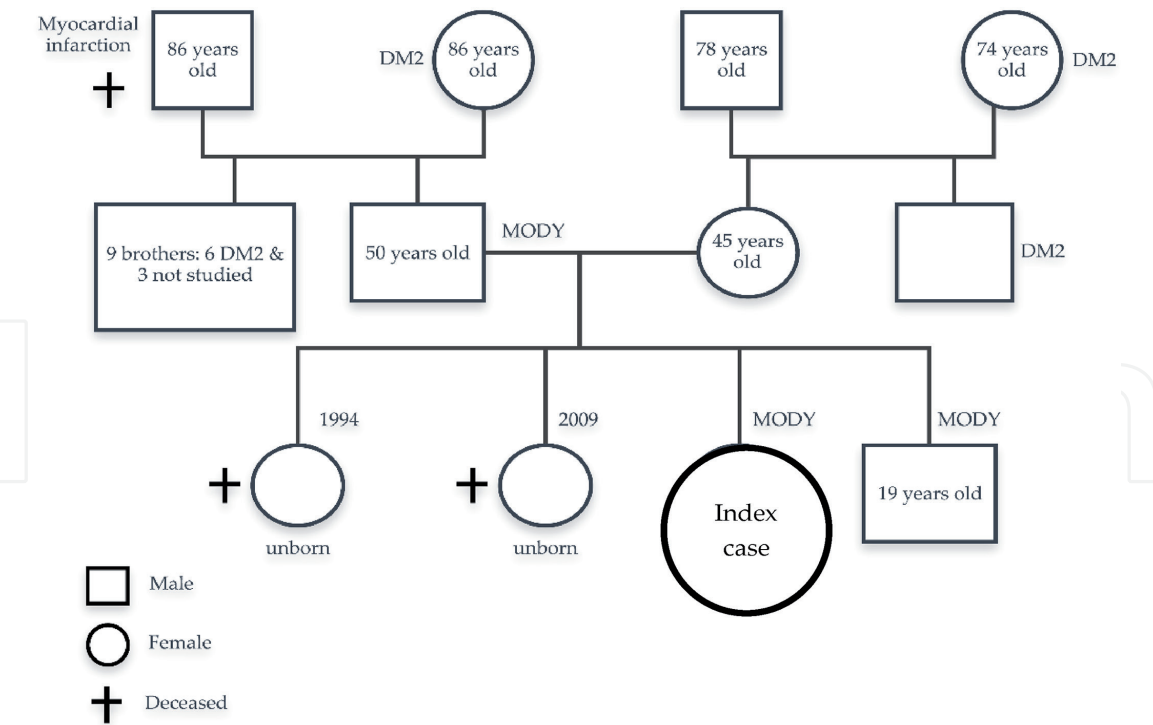 Myocardial
infarction
86 years
old
DM2
86 years
old
78 years
old
74 years
old
DM2
9 brothers: 6 DM2 &
3 not studied
50 years old
MODY
45 years
old
DM2
1994
2009
MODY
MODY
unborn
unborn
Index
case
19 years old
Male
Female
Deceased